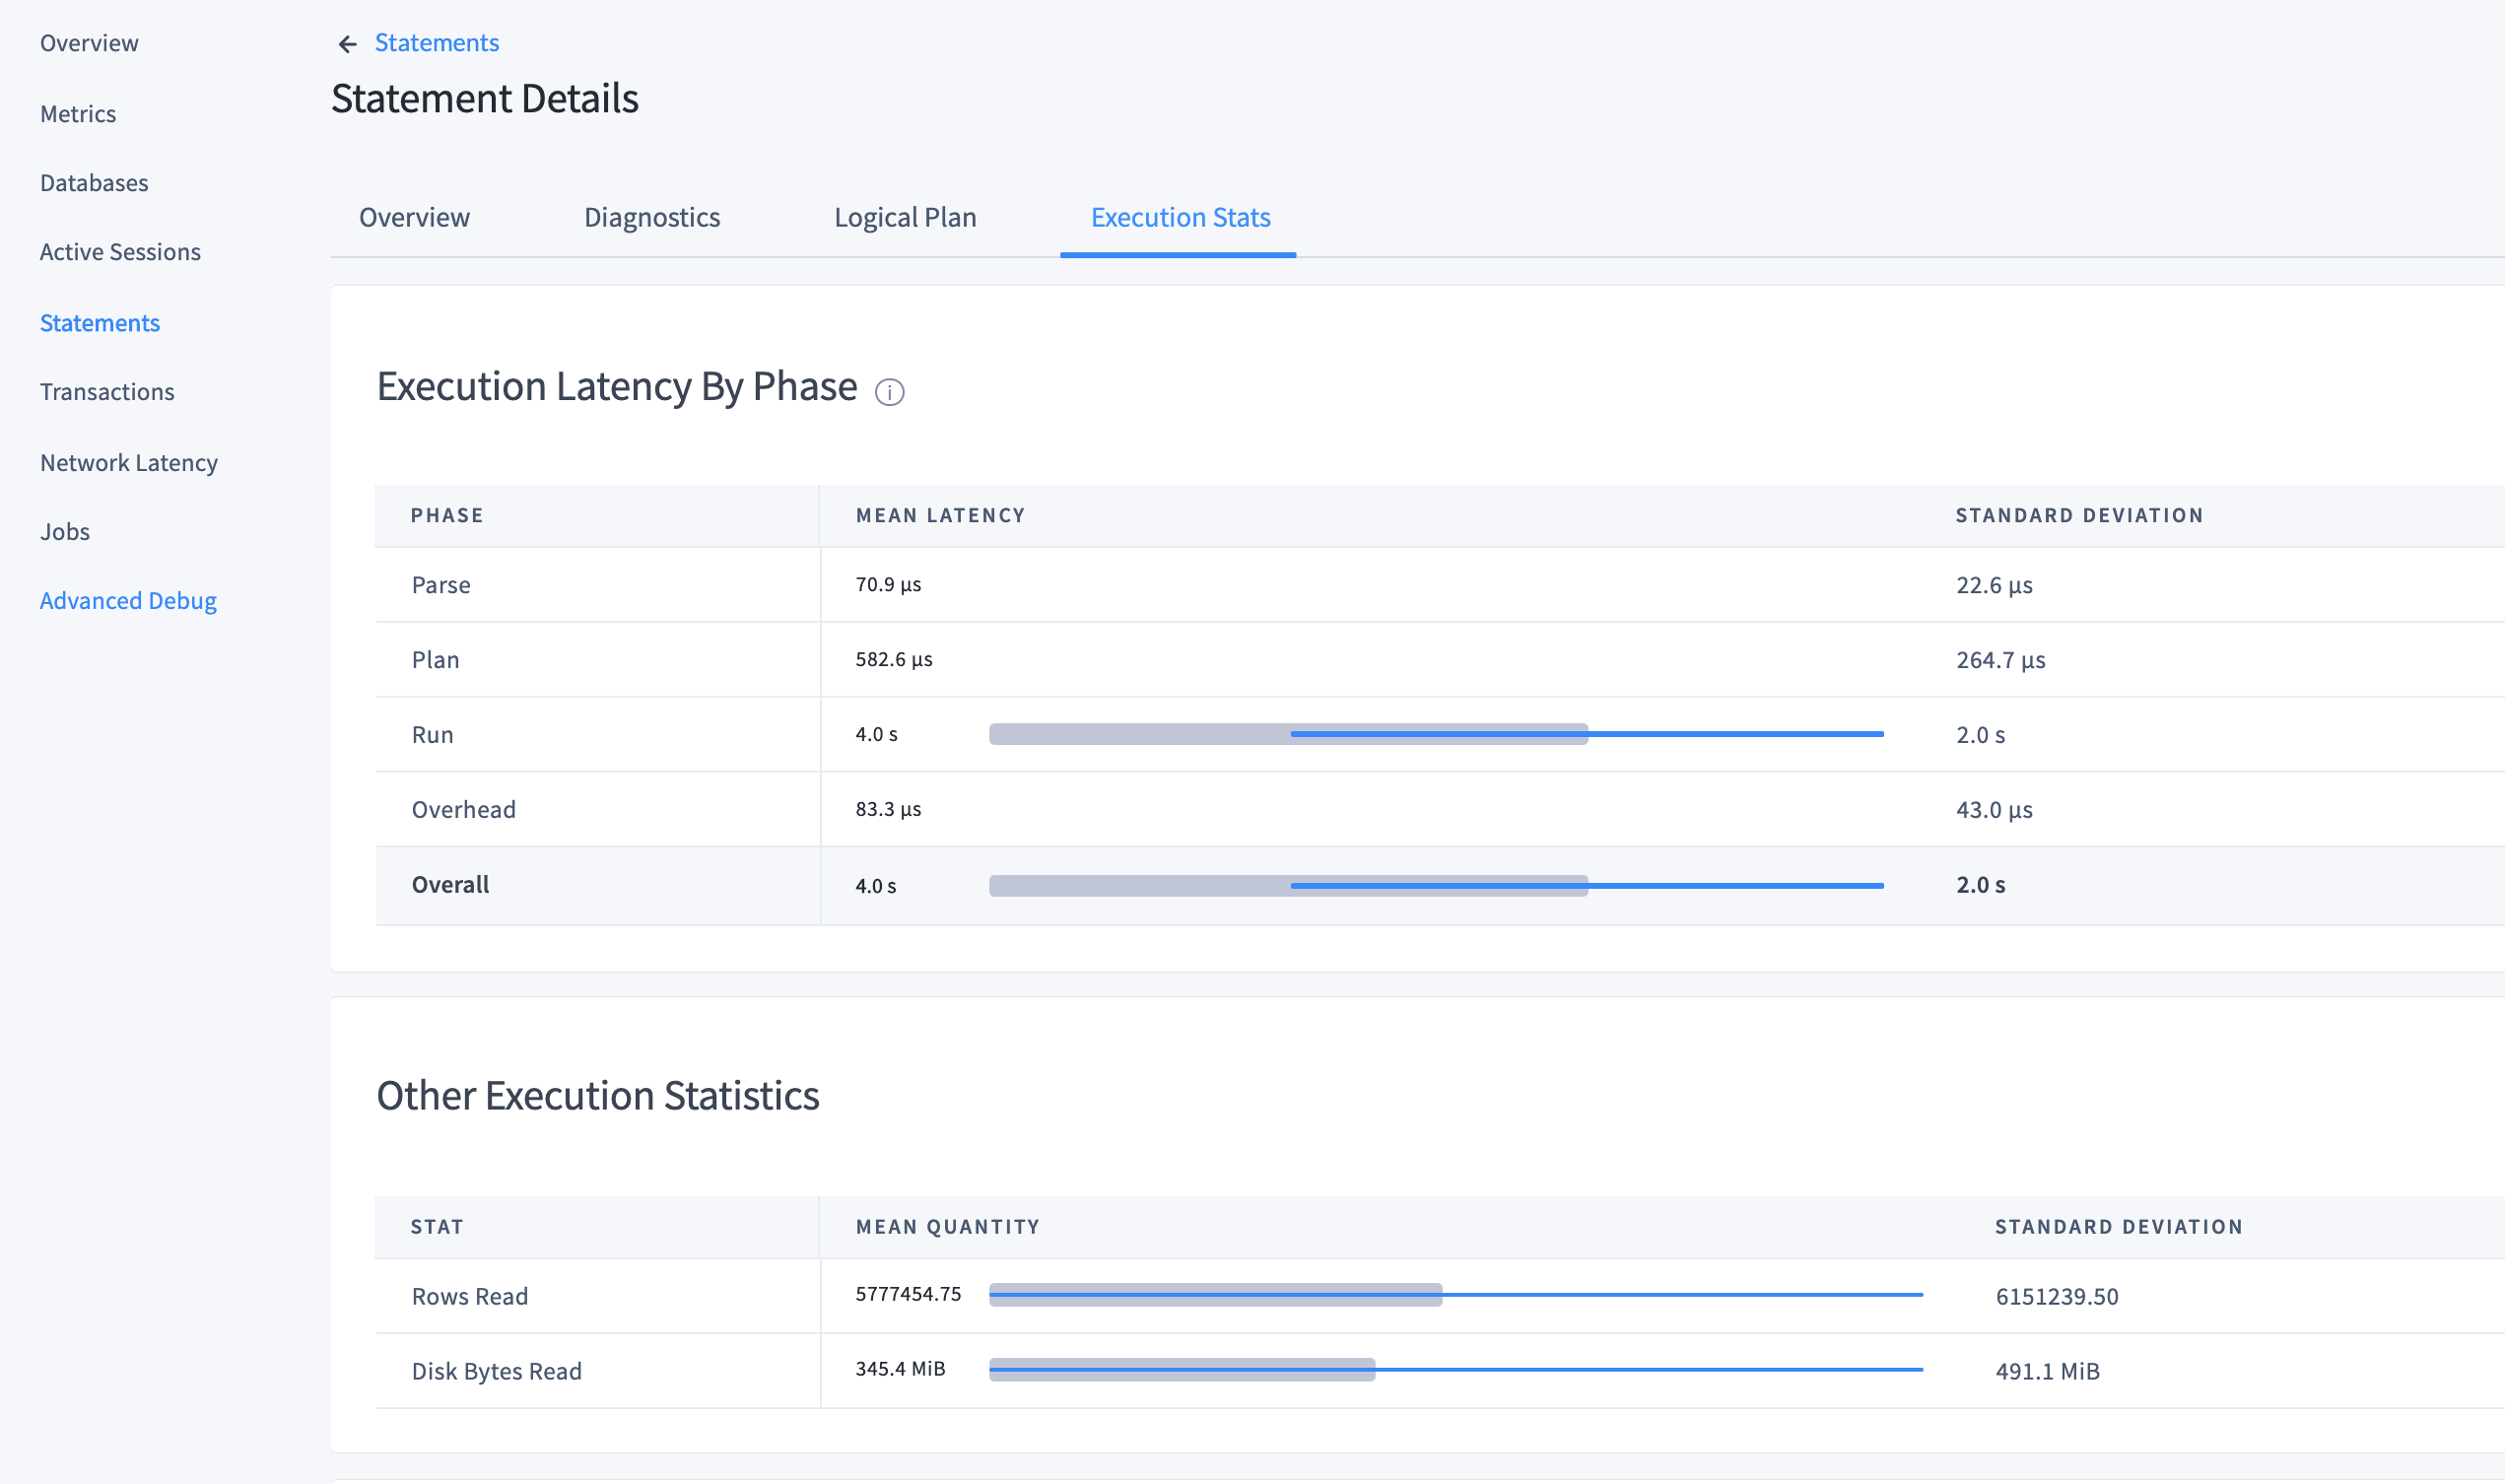 Overview
Metrics
Databases
Active Sessions
Statements
Transactions
Network Latency
Jobs
Advanced Debug
Statements
Statement Details
Overview Diagnostics Logical Plan Execution Stats
Execution Latency By Phase
PHASE MEAN LATENCY STANDARD DEVIATION
Parse 70.9 µs 22.6 µs
Plan 582.6 µs 264.7 µs
Run 4.0 s 2.0 s
Overhead 83.3 µs 43.0 µs
Overall 4.0 s 2.0 s
Other Execution Statistics
STAT MEAN QUANTITY STANDARD DEVIATION
Rows Read 5777454.75 6151239.50
Disk Bytes Read 345.4 MiB 491.1 MiB